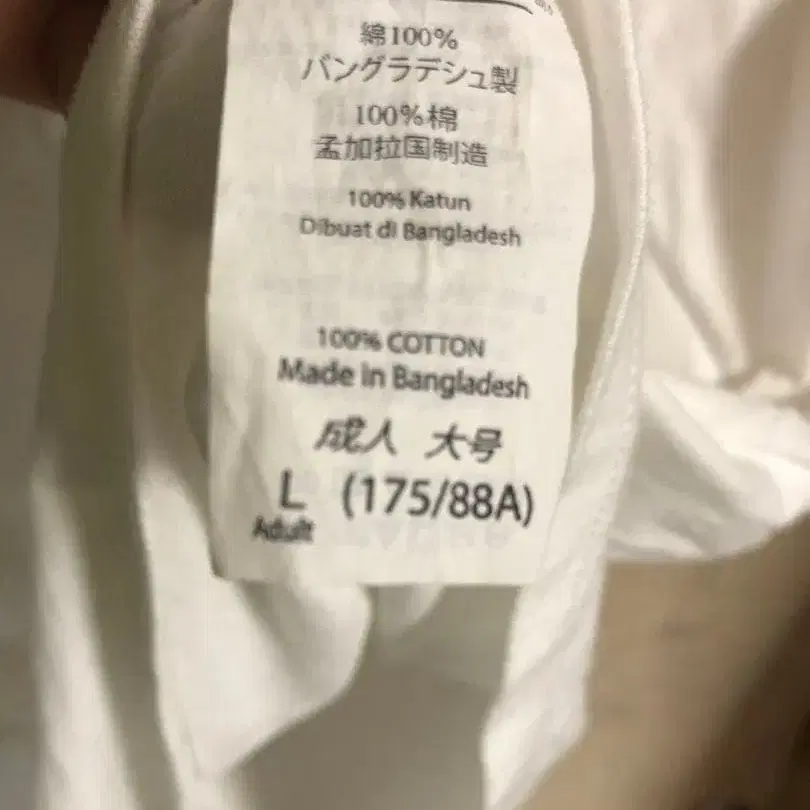 綿100%
バングラデシュ製
100%棉
孟加拉国制造
100% Katun
Dibuat di Bangladesh
100% COTTON
Made in Bangladesh
成人 大号
L (175/88A)
Adult